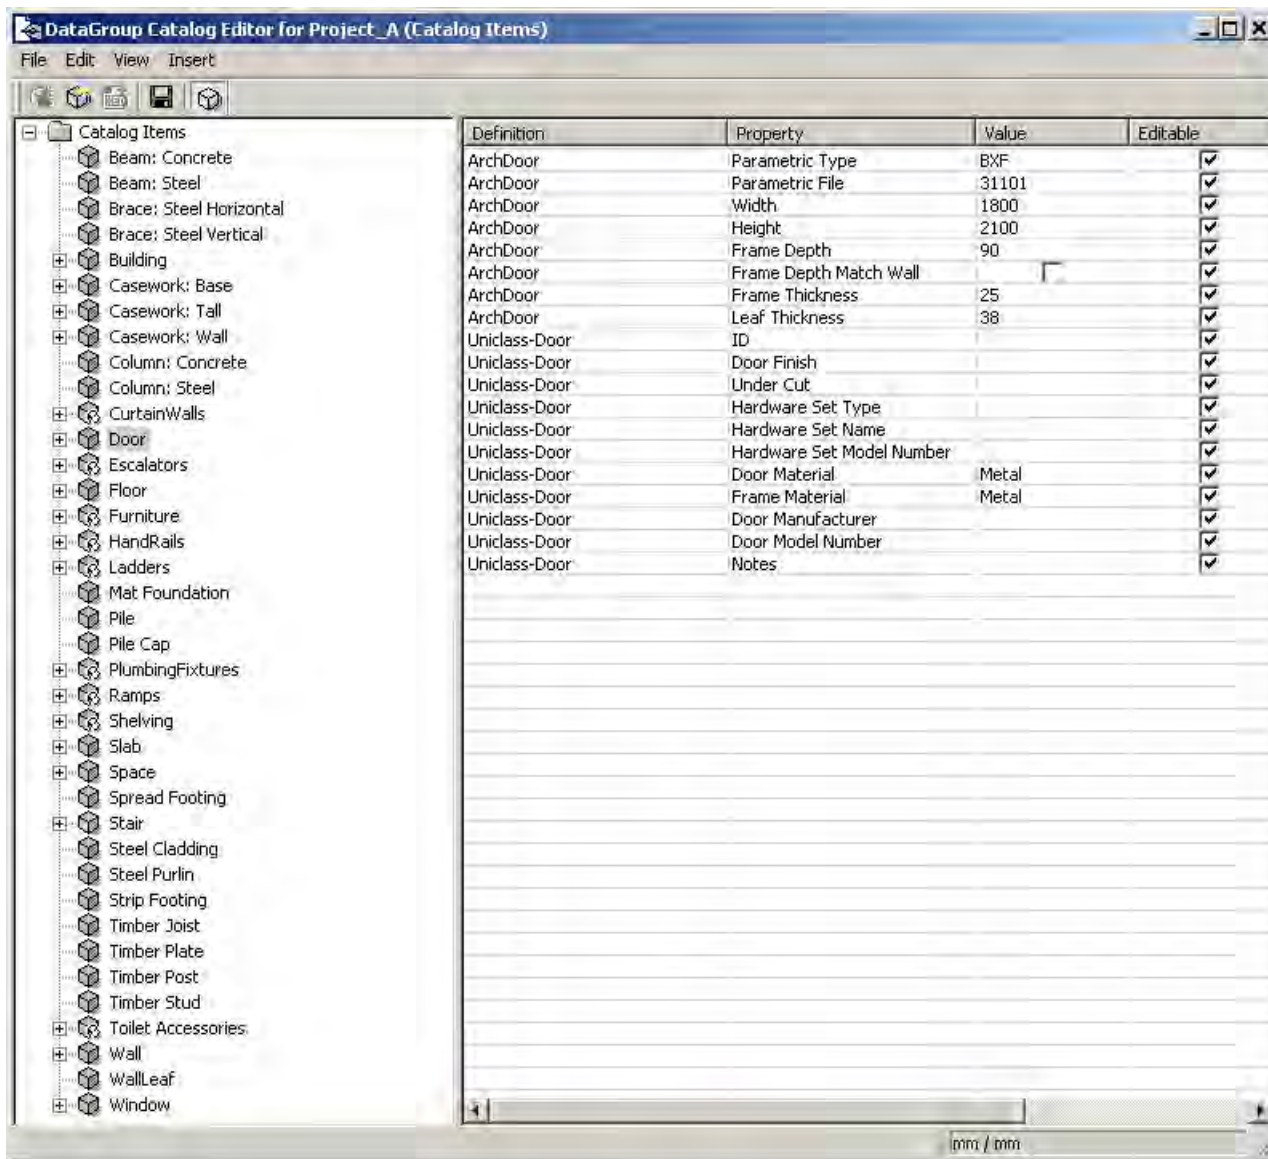 DataGroup Catalog Editor for Project_A (Catalog Items)
File Edit View Insert
Catalog Items
Beam: Concrete
Beam: Steel
Brace: Steel Horizontal
Brace: Steel Vertical
Building
Casework: Base
Casework: Tall
Casework: Wall
Column: Concrete
Column: Steel
CurtainWalls
Door
Escalators
Floor
Furniture
HandRails
Ladders
Mat Foundation
Pile
Pile Cap
PlumbingFixtures
Ramps
Shelving
Slab
Space
Spread Footing
Stair
Steel Cladding
Steel Purlin
Strip Footing
Timber Joist
Timber Plate
Timber Post
Timber Stud
Toilet Accessories
Wall
WallLeaf
Window
Definition Property Value Editable
ArchDoor Parametric Type BXF
ArchDoor Parametric File 31101
ArchDoor Width 1800
ArchDoor Height 2100
ArchDoor Frame Depth 90
ArchDoor Frame Depth Match Wall
ArchDoor Frame Thickness 25
ArchDoor Leaf Thickness 38
Uniclass-Door ID
Uniclass-Door Door Finish
Uniclass-Door Under Cut
Uniclass-Door Hardware Set Type
Uniclass-Door Hardware Set Name
Uniclass-Door Hardware Set Model Number
Uniclass-Door Door Material Metal
Uniclass-Door Frame Material Metal
Uniclass-Door Door Manufacturer
Uniclass-Door Door Model Number
Uniclass-Door Notes
mm / mm